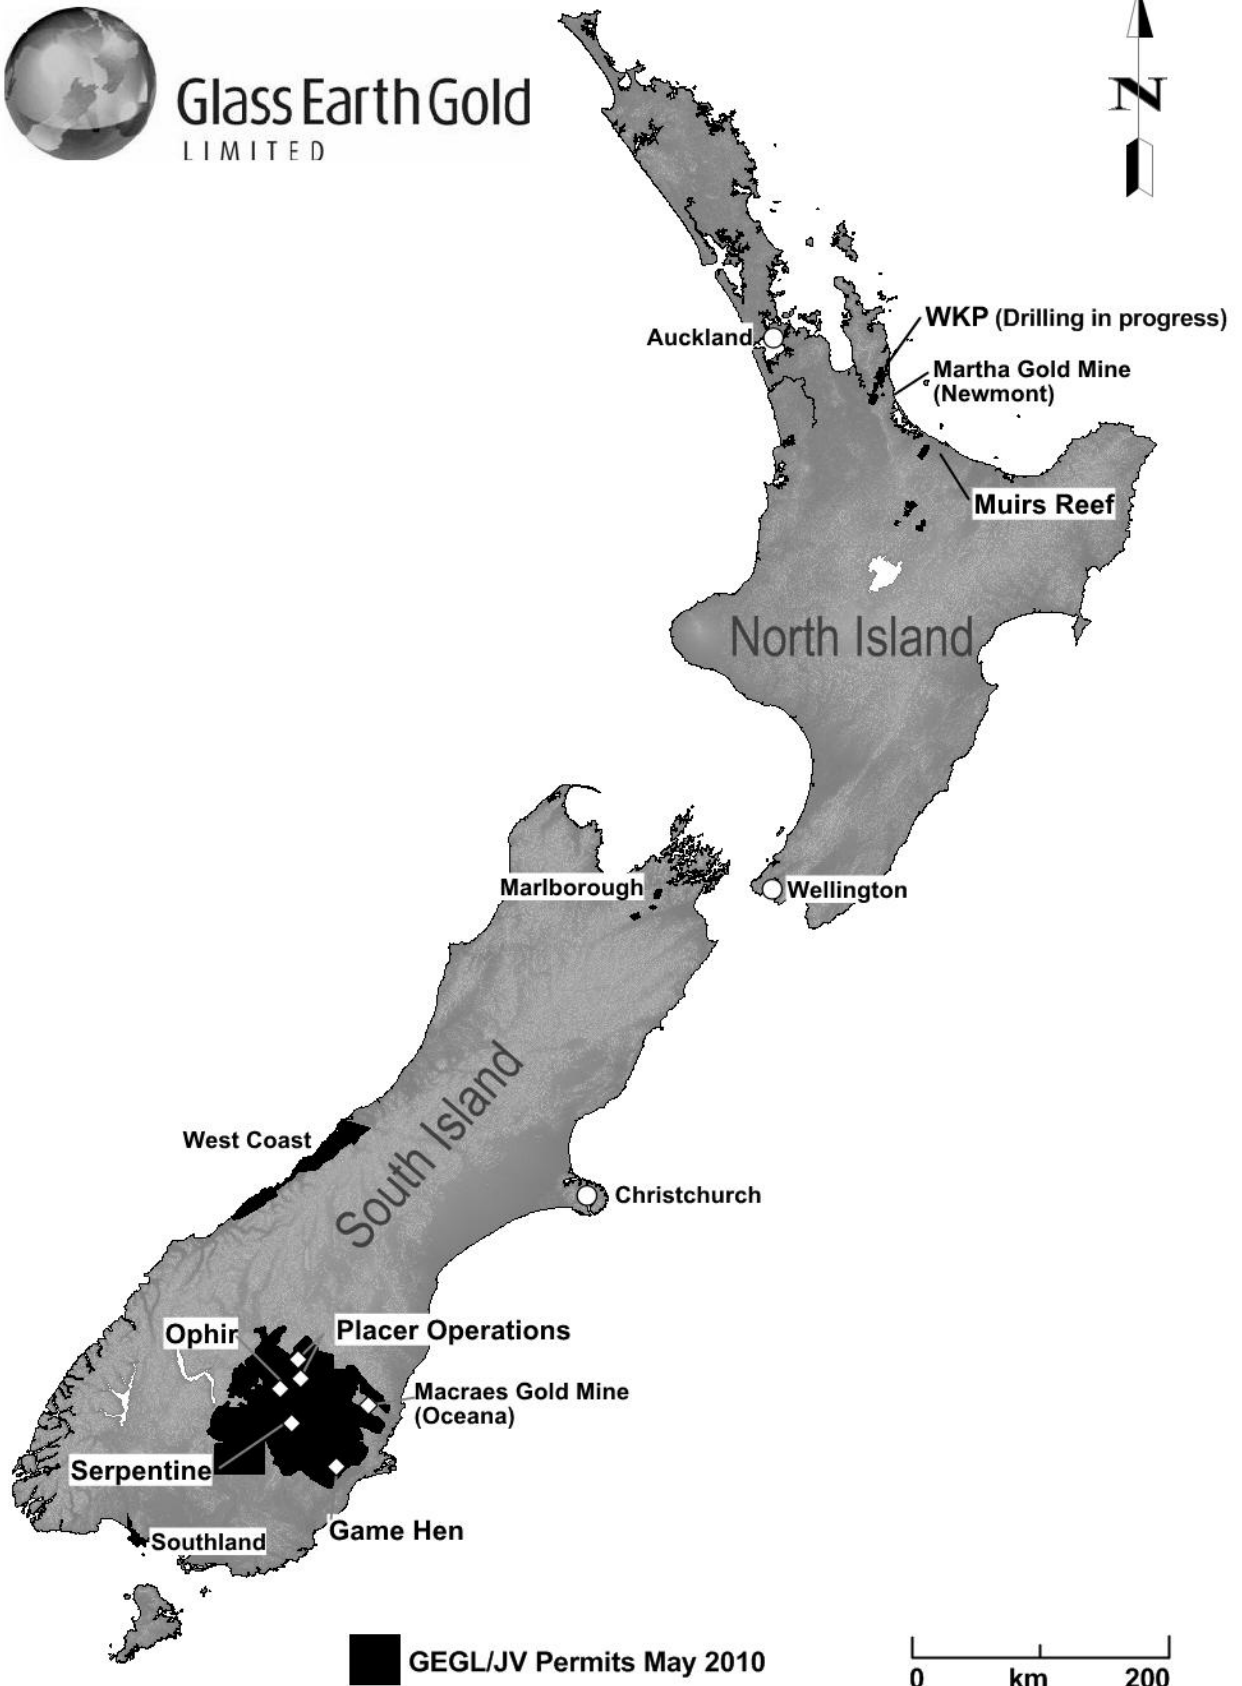 Glass Earth Gold
LIMITED
N
WKP (Drilling in progress)
Auckland
Martha Gold Mine
(Newmont)
Muirs Reef
North Island
Marlborough
Wellington
South Island
West Coast
Christchurch
Ophir
Placer Operations
Macraes Gold Mine
(Oceana)
Serpentine
Game Hen
Southland
GEGL/JV Permits May 2010
0 km 200